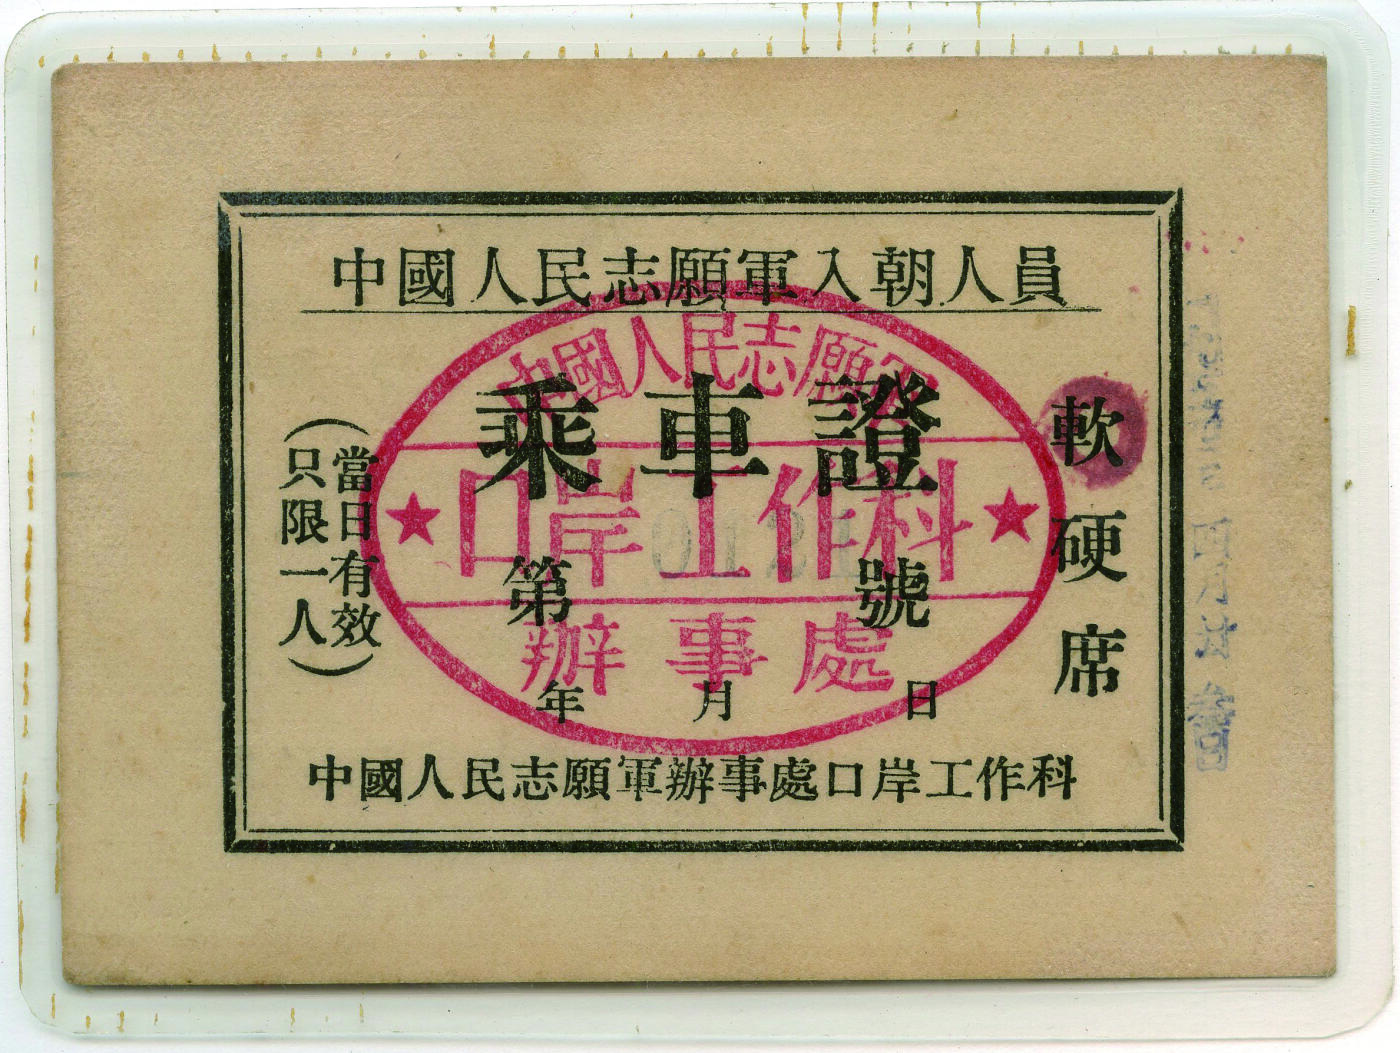 中國人民志願軍入朝人員
乘車證
軟硬席
第 號
(當日有效
只限一人)
年 月 日
中國人民志願軍辦事處口岸工作科
中國人民志願軍
口岸工作科
辦事處